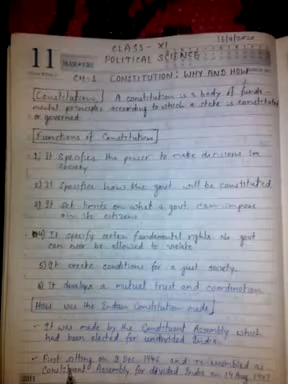 11
CLASS - XI
POLITICAL SCIENCE
CH-1 CONSTITUTION: WHY AND HOW
Constitution A constitution is a body of funda-
mental principles according to which a state is constituted
or governed
Functions of Constitution
1) It specifies the power to make decisions in
society
2) It specifies how the govt will be constituted
3) It set limits on what a govt can impose
on its citizens
4) It specify certain fundamental rights. No govt
can ever be allowed to violate
5) It create conditions for a just society.
6) It develops a mutual trust and coordination
How was the Indian Constitution made
It was made by the Constituent Assembly which
had been elected for undivided India.
First sitting on 9 Dec 1946 and reassembled as
Constituent Assembly for divided India on 14 Aug 1947
2011